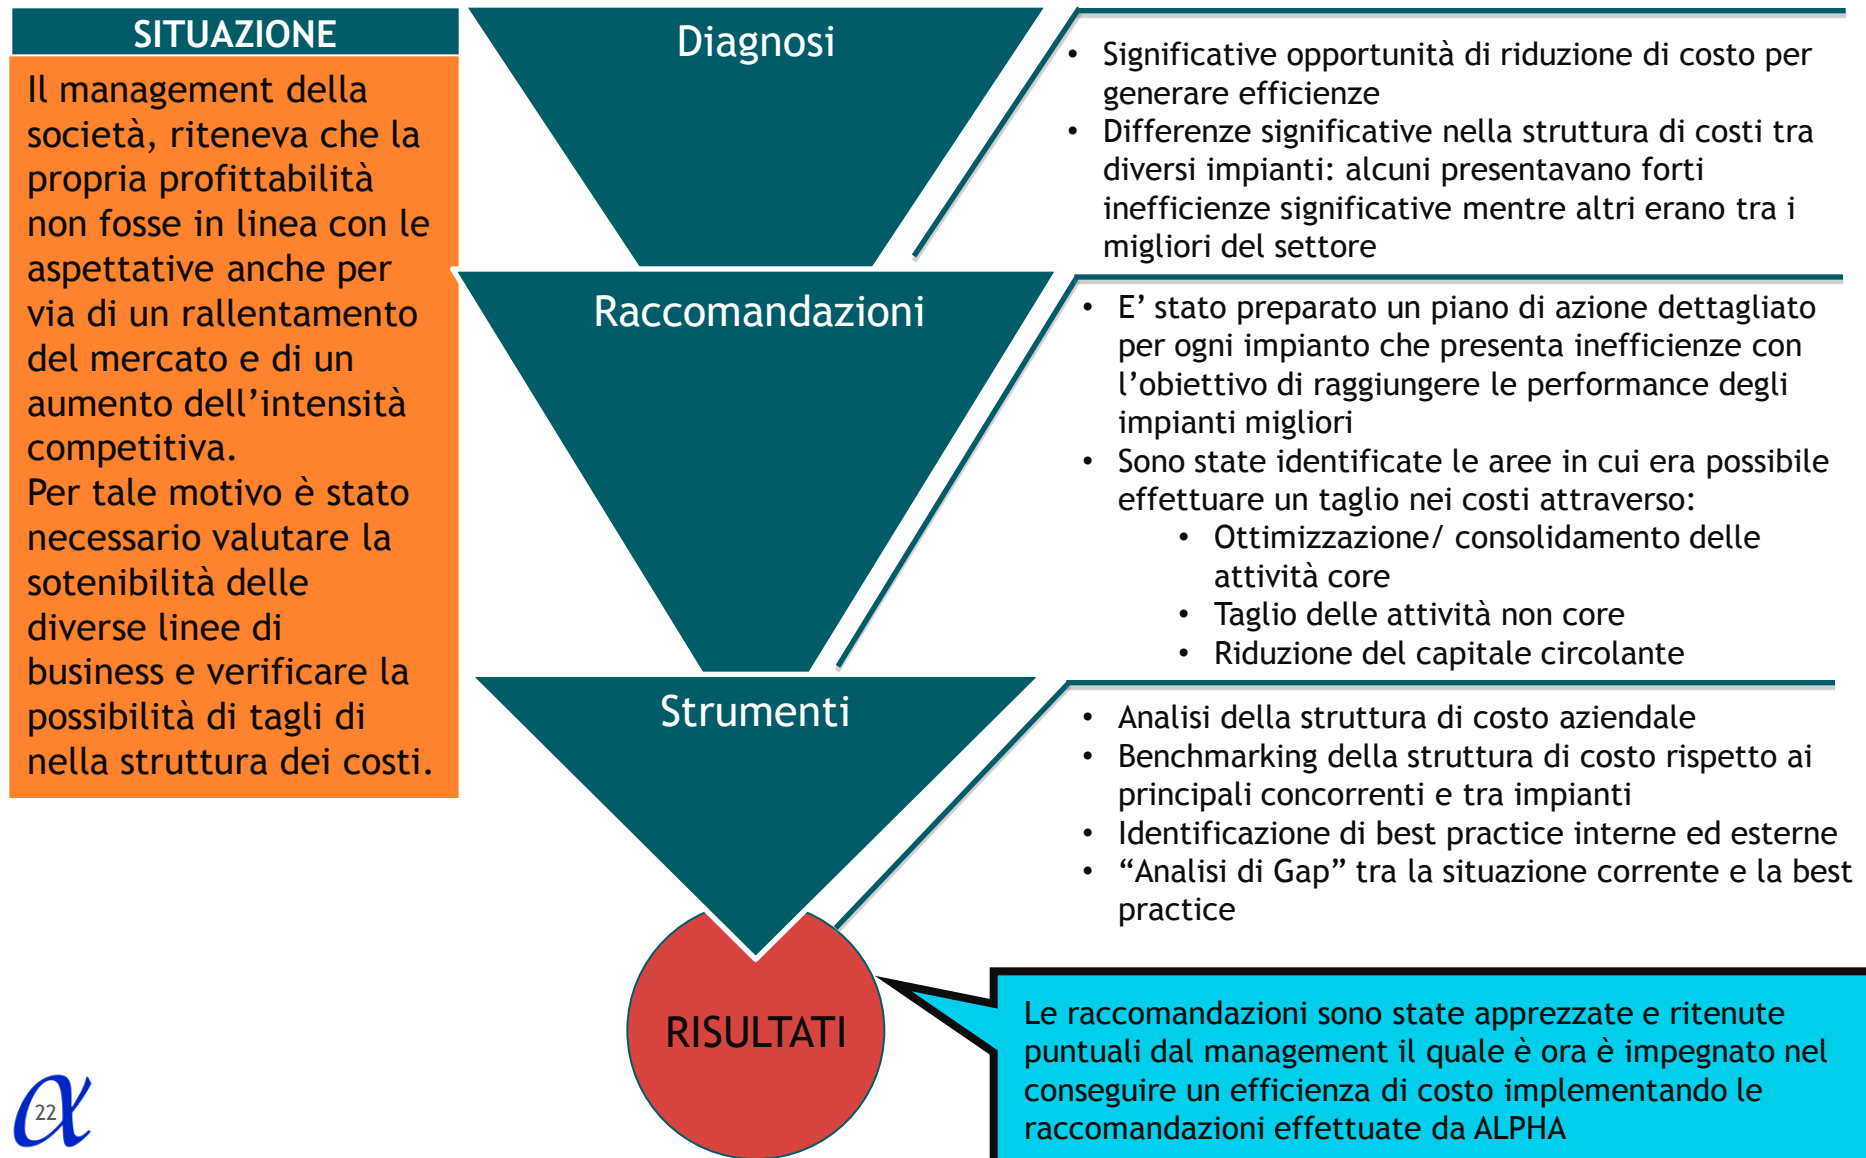 SITUAZIONE
Il management della
società, riteneva che la
propria profittabilità
non fosse in linea con le
aspettative anche per
via di un rallentamento
del mercato e di un
aumento dell’intensità
competitiva.
Per tale motivo è stato
necessario valutare la
sotenibilità delle
diverse linee di
business e verificare la
possibilità di tagli di
nella struttura dei costi.
Diagnosi
• Significative opportunità di riduzione di costo per
generare efficienze
• Differenze significative nella struttura di costi tra
diversi impianti: alcuni presentavano forti
inefficienze significative mentre altri erano tra i
migliori del settore
Raccomandazioni
• E’ stato preparato un piano di azione dettagliato
per ogni impianto che presenta inefficienze con
l’obiettivo di raggiungere le performance degli
impianti migliori
• Sono state identificate le aree in cui era possibile
effettuare un taglio nei costi attraverso:
• Ottimizzazione/ consolidamento delle
attività core
• Taglio delle attività non core
• Riduzione del capitale circolante
Strumenti
• Analisi della struttura di costo aziendale
• Benchmarking della struttura di costo rispetto ai
principali concorrenti e tra impianti
• Identificazione di best practice interne ed esterne
• “Analisi di Gap” tra la situazione corrente e la best
practice
RISULTATI
Le raccomandazioni sono state apprezzate e ritenute
puntuali dal management il quale è ora è impegnato nel
conseguire un efficienza di costo implementando le
raccomandazioni effettuate da ALPHA
α
22